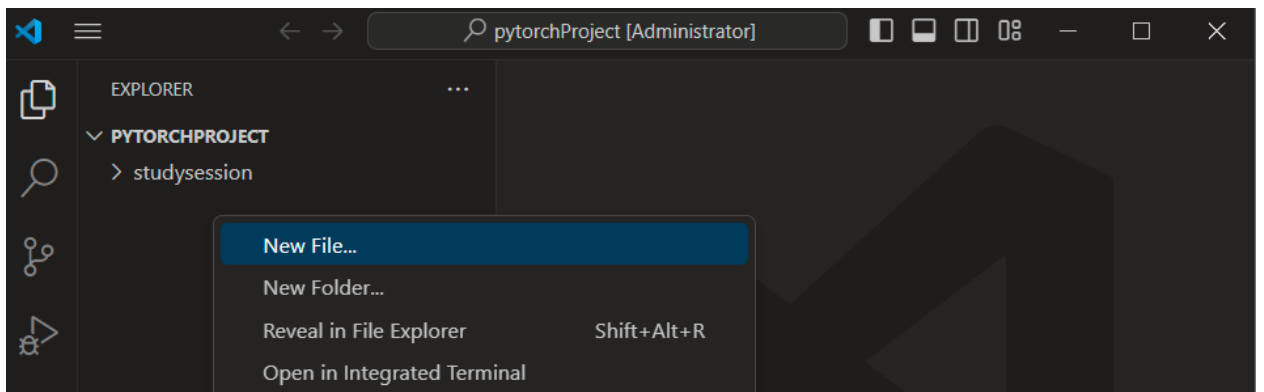 pytorchProject [Administrator]
EXPLORER
PYTORCHPROJECT
studysession
New File...
New Folder...
Reveal in File Explorer Shift+Alt+R
Open in Integrated Terminal